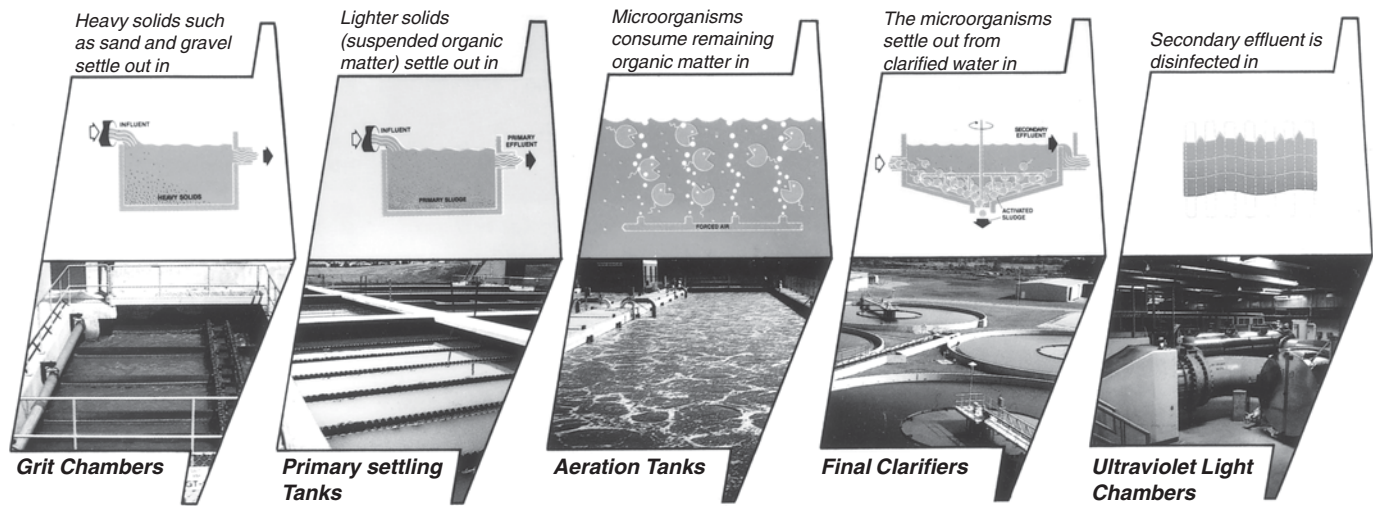 Heavy solids such
as sand and gravel
settle out in
INFLUENT
HEAVY SOLIDS
Grit Chambers
Lighter solids
(suspended organic
matter) settle out in
INFLUENT
PRIMARY
EFFLUENT
PRIMARY SLUDGE
Primary settling
Tanks
Microorganisms
consume remaining
organic matter in
FORCED AIR
Aeration Tanks
The microorganisms
settle out from
clarified water in
SECONDARY
EFFLUENT
ACTIVATED
SLUDGE
Final Clarifiers
Secondary effluent is
disinfected in
Ultraviolet Light
Chambers